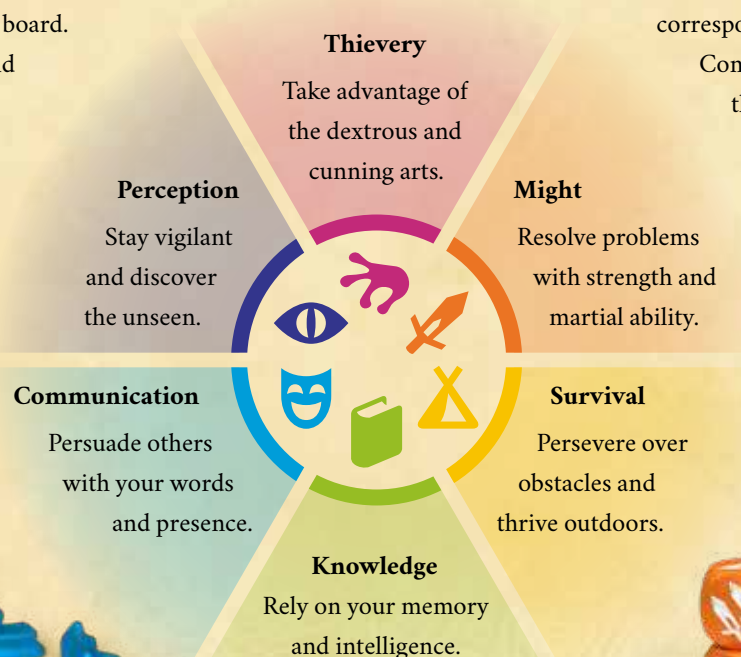 board.
correspo
Thievery
Take advantage of
the dextrous and
cunning arts.
Perception
Stay vigilant
and discover
the unseen.
Might
Resolve problems
with strength and
martial ability.
Communication
Persuade others
with your words
and presence.
Survival
Persevere over
obstacles and
thrive outdoors.
Knowledge
Rely on your memory
and intelligence.